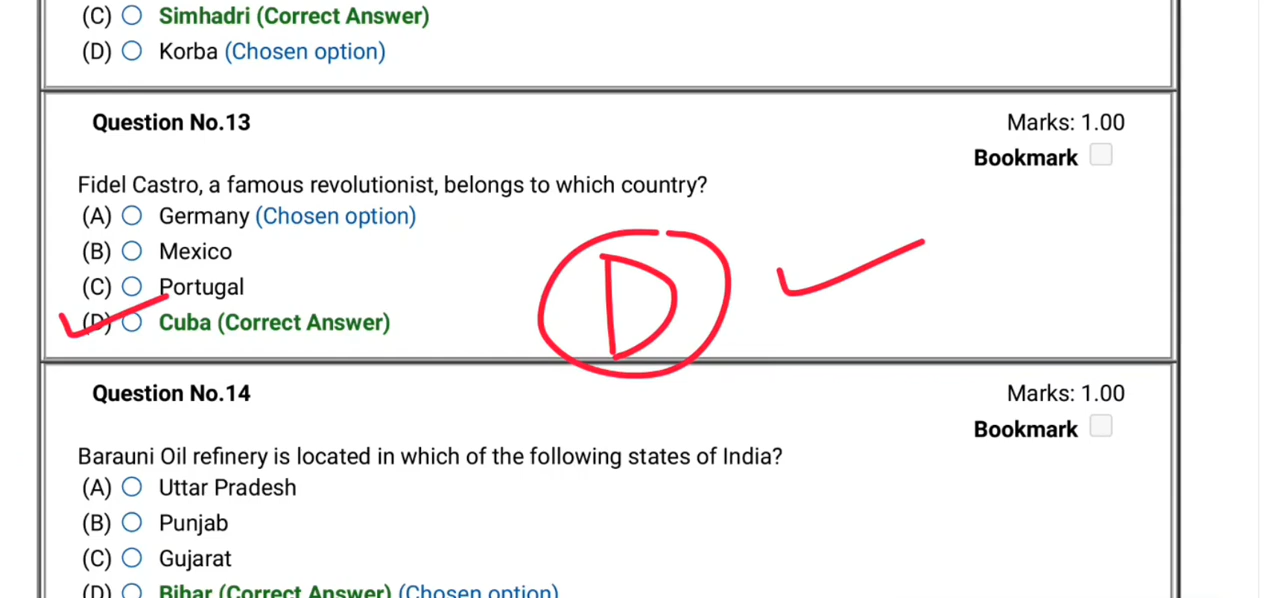 (C) Simhadri (Correct Answer)
(D) Korba (Chosen option)
Question No.13 Marks: 1.00
Bookmark
Fidel Castro, a famous revolutionist, belongs to which country?
(A) Germany (Chosen option)
(B) Mexico
(C) Portugal
(D) Cuba (Correct Answer)
D
Question No.14 Marks: 1.00
Bookmark
Barauni Oil refinery is located in which of the following states of India?
(A) Uttar Pradesh
(B) Punjab
(C) Gujarat
(D) Bihar (Correct Answer) (Chosen option)